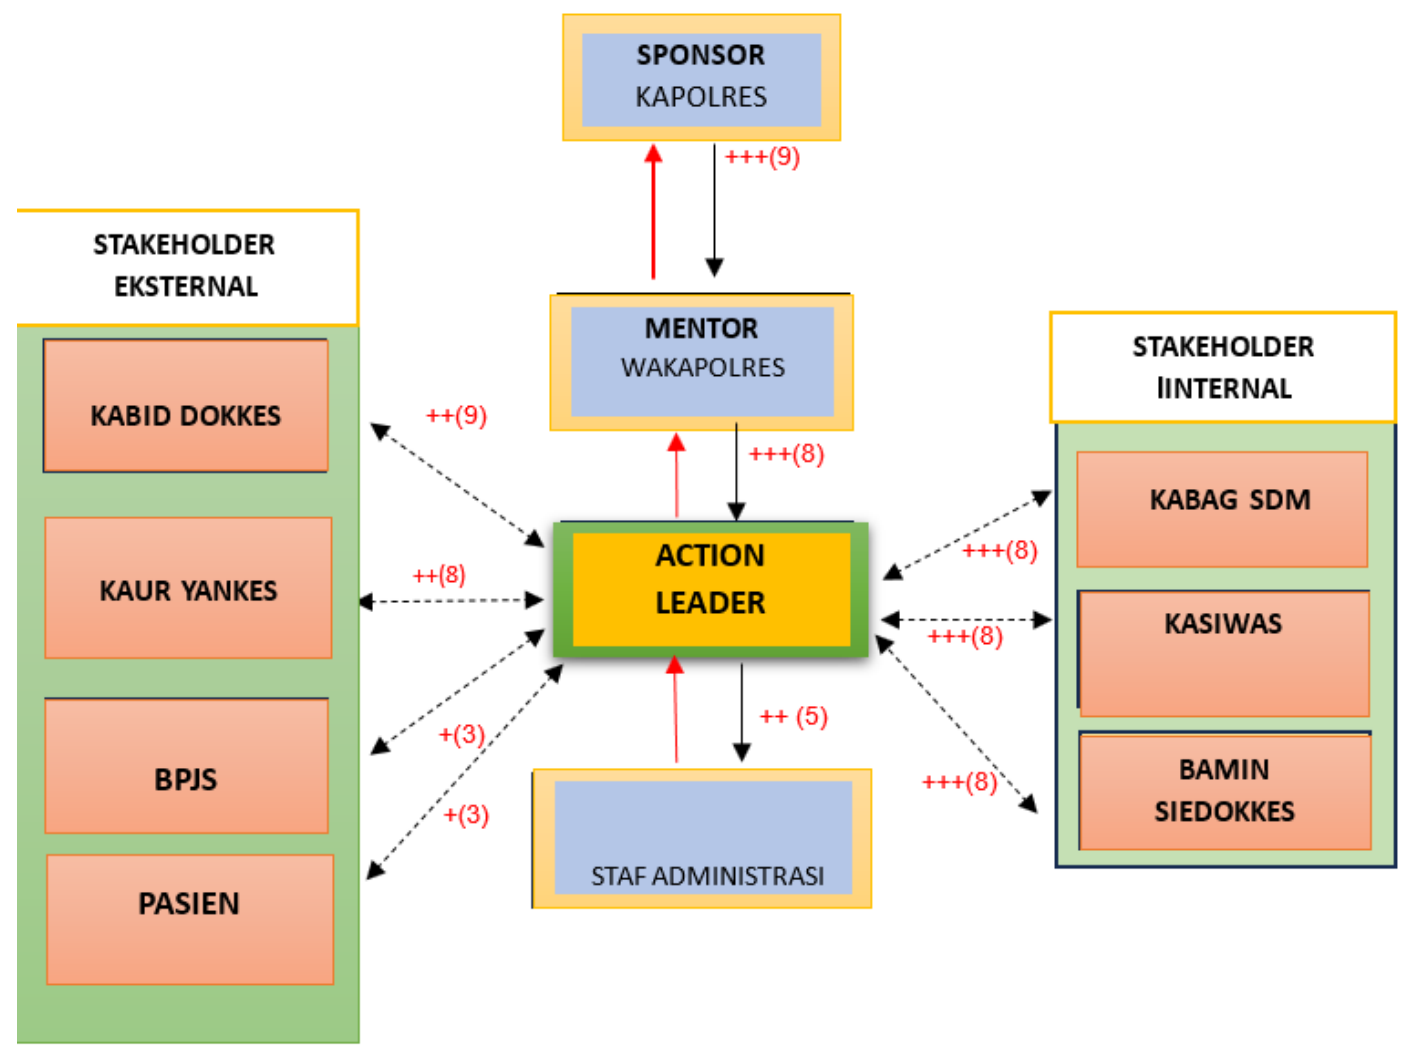 SPONSOR
KAPOLRES
+++(9)
MENTOR
WAKAPOLRES
+++(8)
ACTION
LEADER
++ (5)
STAF ADMINISTRASI
STAKEHOLDER
EKSTERNAL
KABID DOKKES
++(9)
KAUR YANKES
++(8)
BPJS
+(3)
PASIEN
+(3)
STAKEHOLDER
IINTERNAL
KABAG SDM
+++(8)
KASIWAS
+++(8)
BAMIN
SIEDOKKES
+++(8)